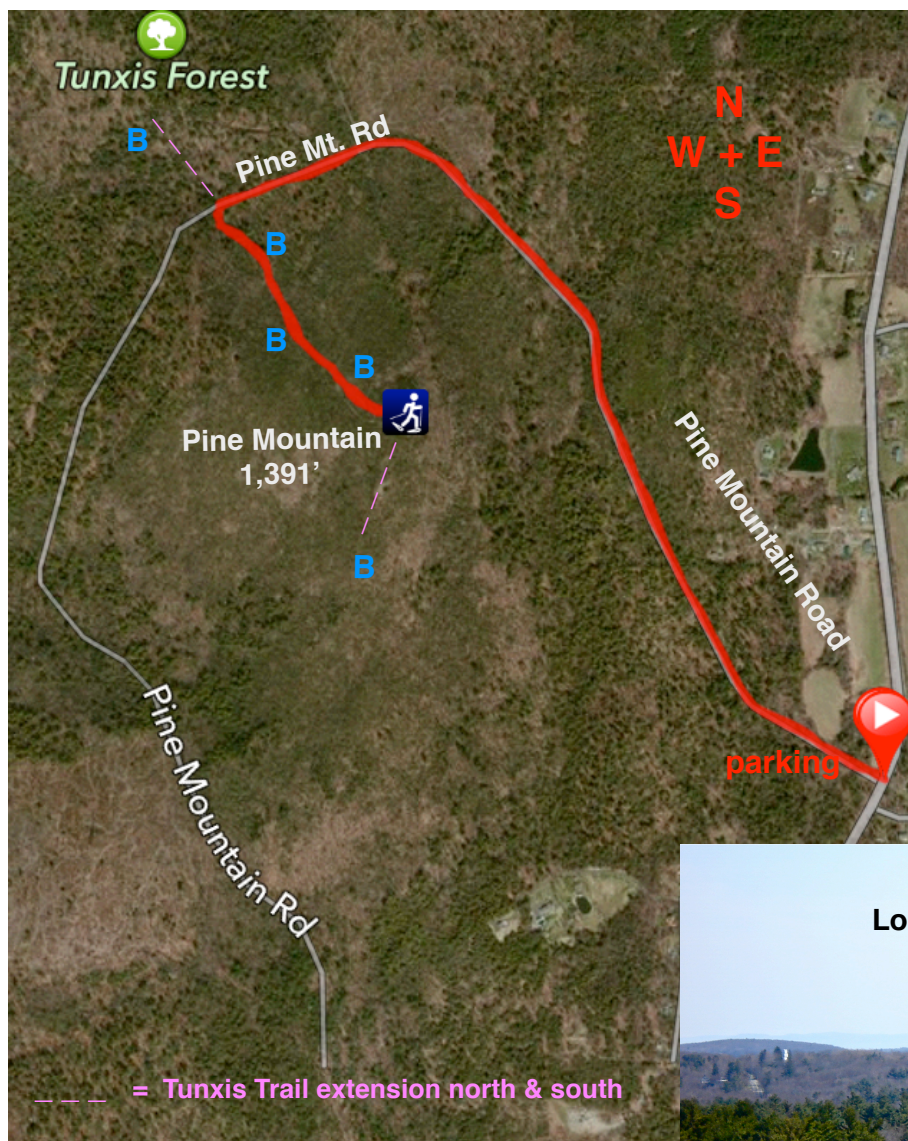 Tunxis Forest
B
Pine Mt. Rd
N
W + E
S
B
B
B
Pine Mountain
1,391’
B
Pine Mountain Road
parking
Pine Mountain Rd
Lo
_ _ _ = Tunxis Trail extension north & south